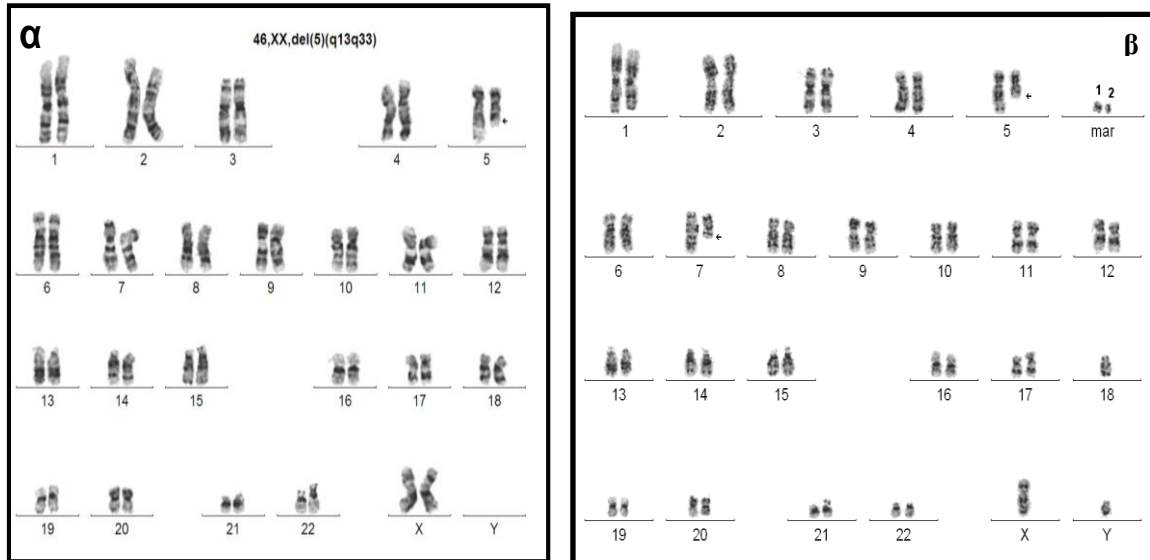 α
46,XX,del(5)(q13q33)
1 2 3 4 5
6 7 8 9 10 11 12
13 14 15 16 17 18
19 20 21 22 X Y
β
1 2
1 2 3 4 5 mar
6 7 8 9 10 11 12
13 14 15 16 17 18
19 20 21 22 X Y